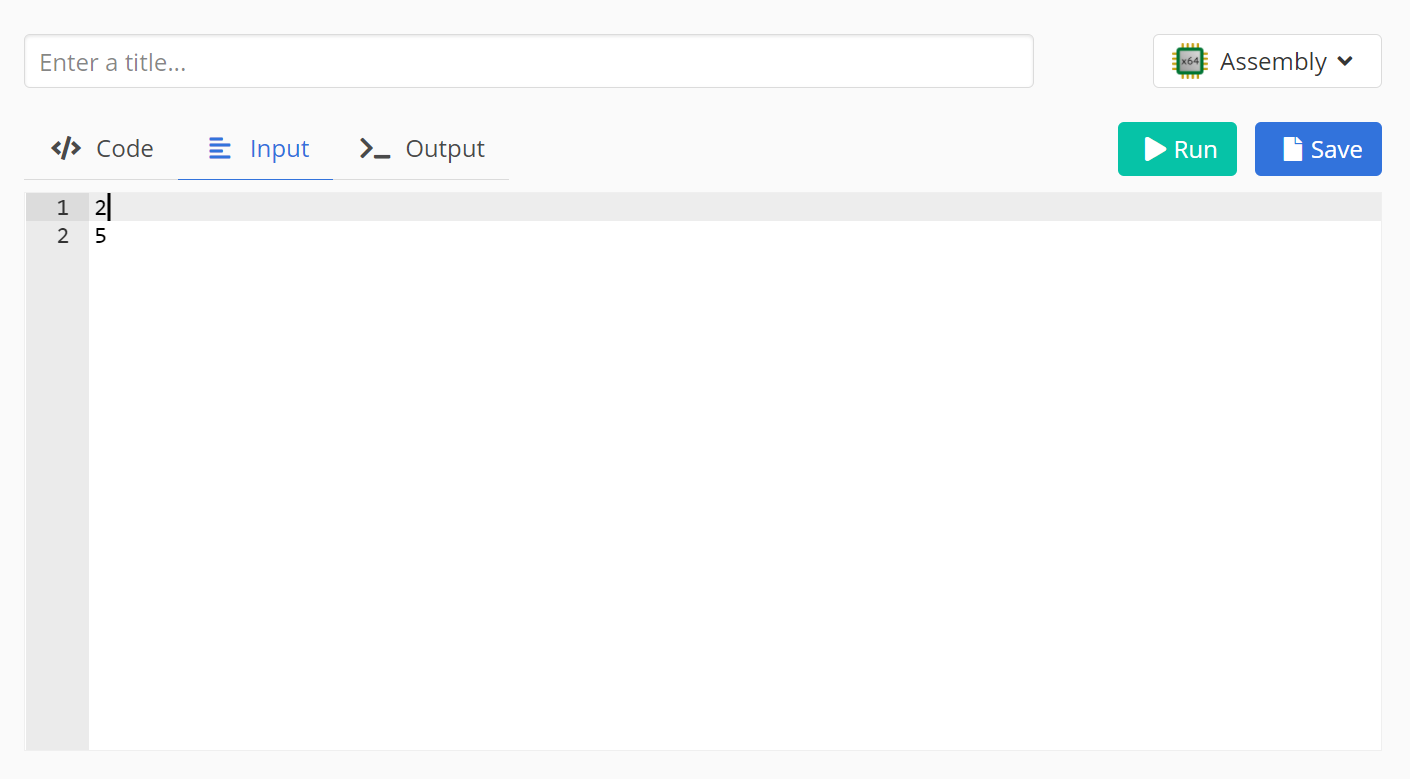 Enter a title...
x64 Assembly
Code Input Output
Run Save
1 2
2 5